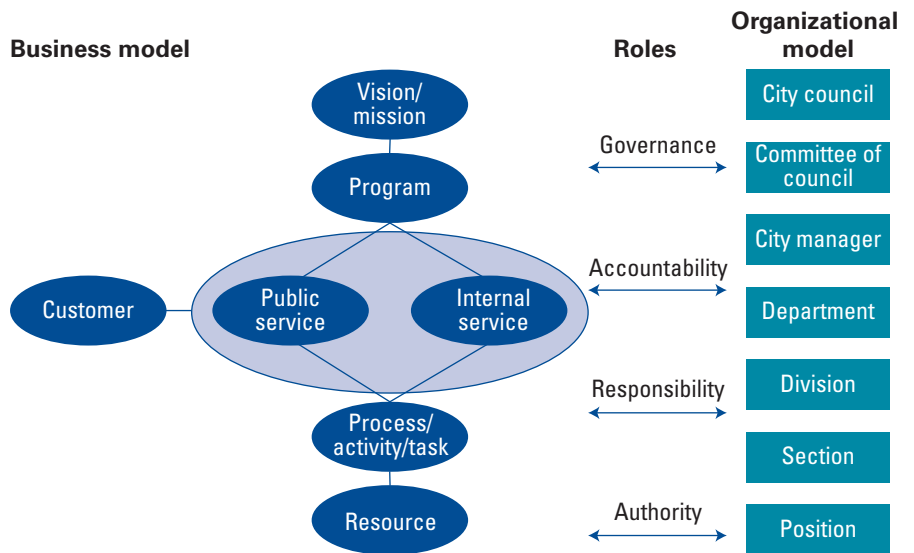 Business model
Roles
Organizational
model
Vision/
mission
Program
Customer
Public
service
Internal
service
Process/
activity/task
Resource
Governance
Accountability
Responsibility
Authority
City council
Committee of
council
City manager
Department
Division
Section
Position